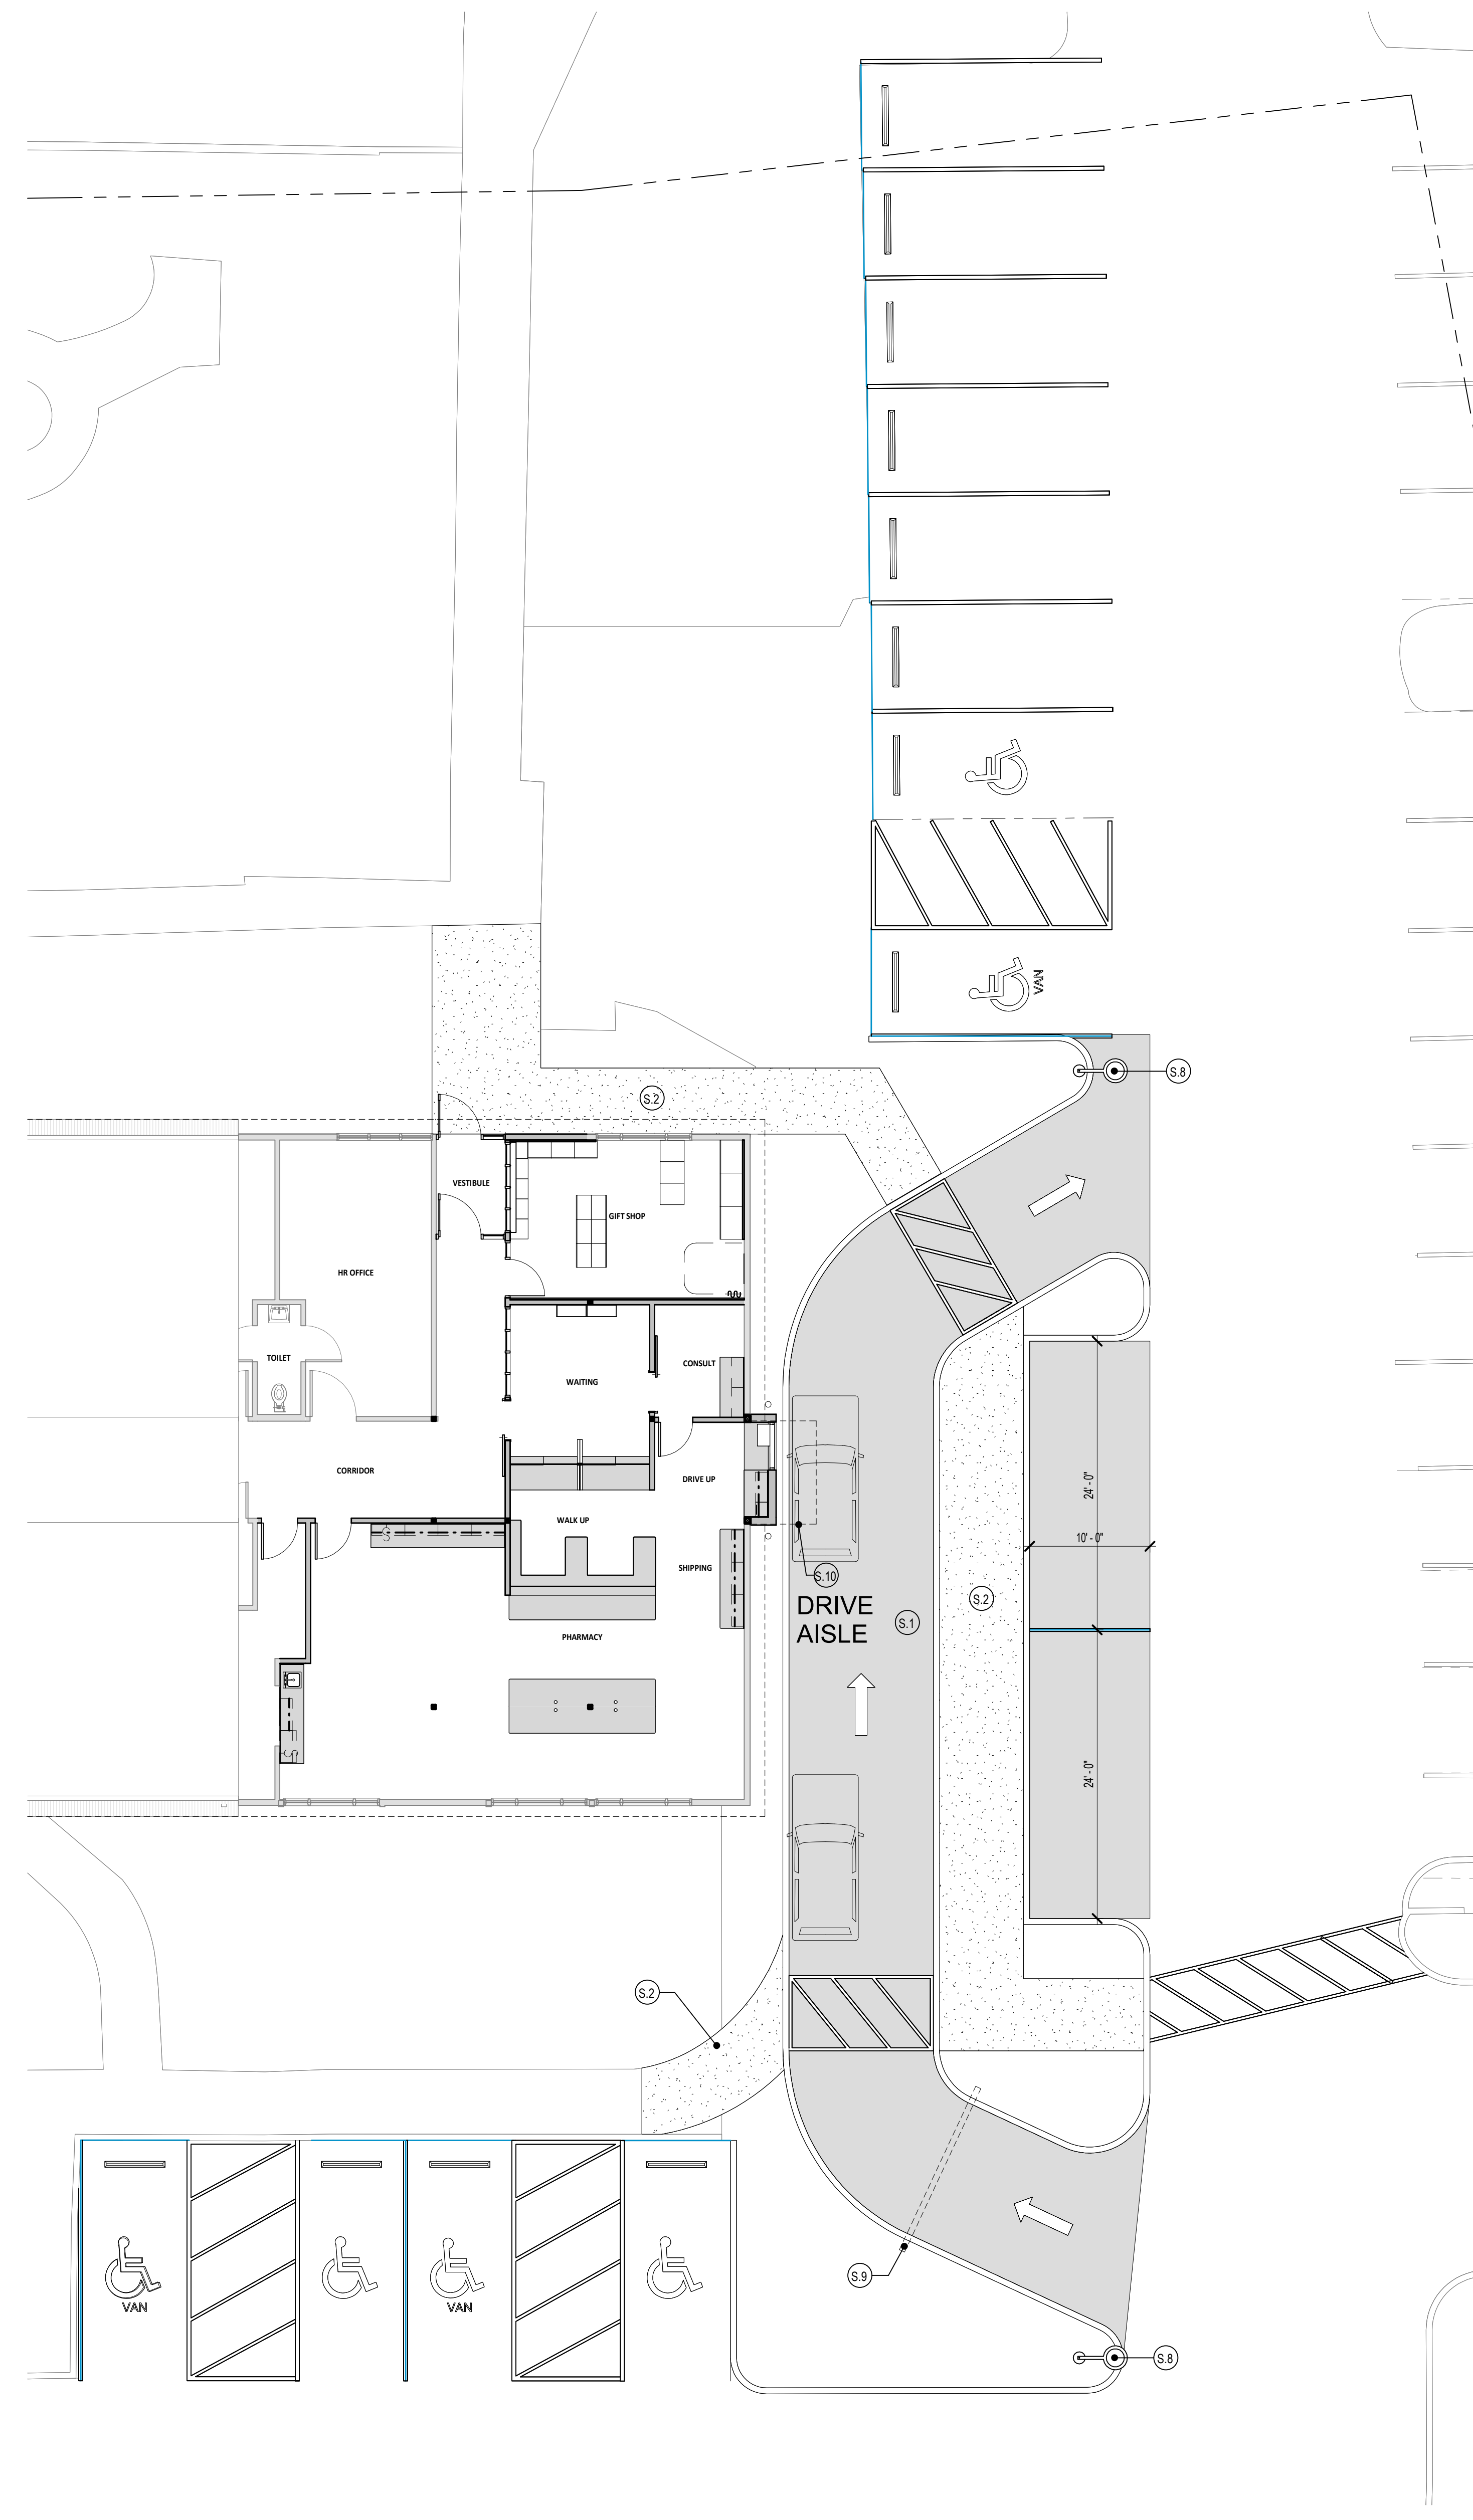 VAN
S.8
S.2
VESTIBULE
GIFT SHOP
HR OFFICE
TOILET
CONSULT
WAITING
CORRIDOR
DRIVE UP
24' - 0"
WALK UP
10' - 0"
SHIPPING
S.10
S.2
DRIVE
AISLE
S.1
PHARMACY
24' - 0"
S.2
S.9
VAN
VAN
S.8